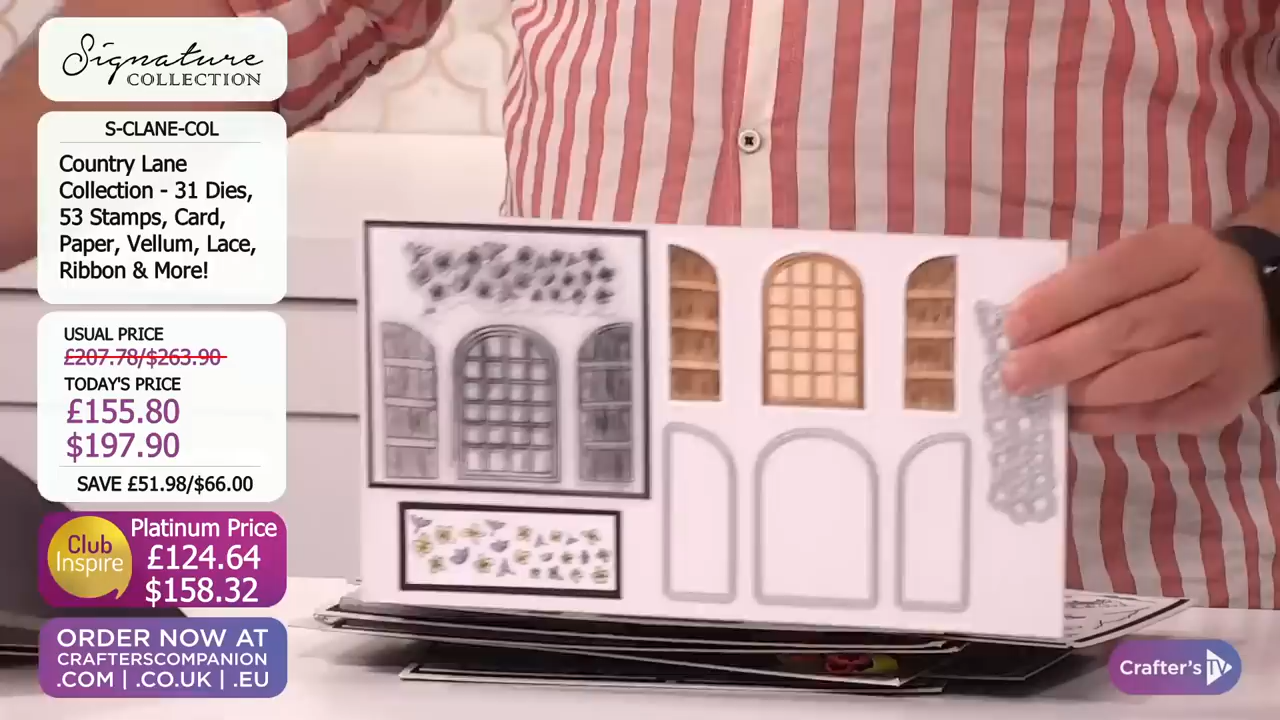 Signature
COLLECTION
S-CLANE-COL
Country Lane
Collection - 31 Dies,
53 Stamps, Card,
Paper, Vellum, Lace,
Ribbon & More!
USUAL PRICE
£207.78/$263.90
TODAY'S PRICE
£155.80
$197.90
SAVE £51.98/$66.00
Club
Inspire
Platinum Price
£124.64
$158.32
ORDER NOW AT
CRAFTERSCOMPANION
.COM | .CO.UK | .EU
Crafter's TV